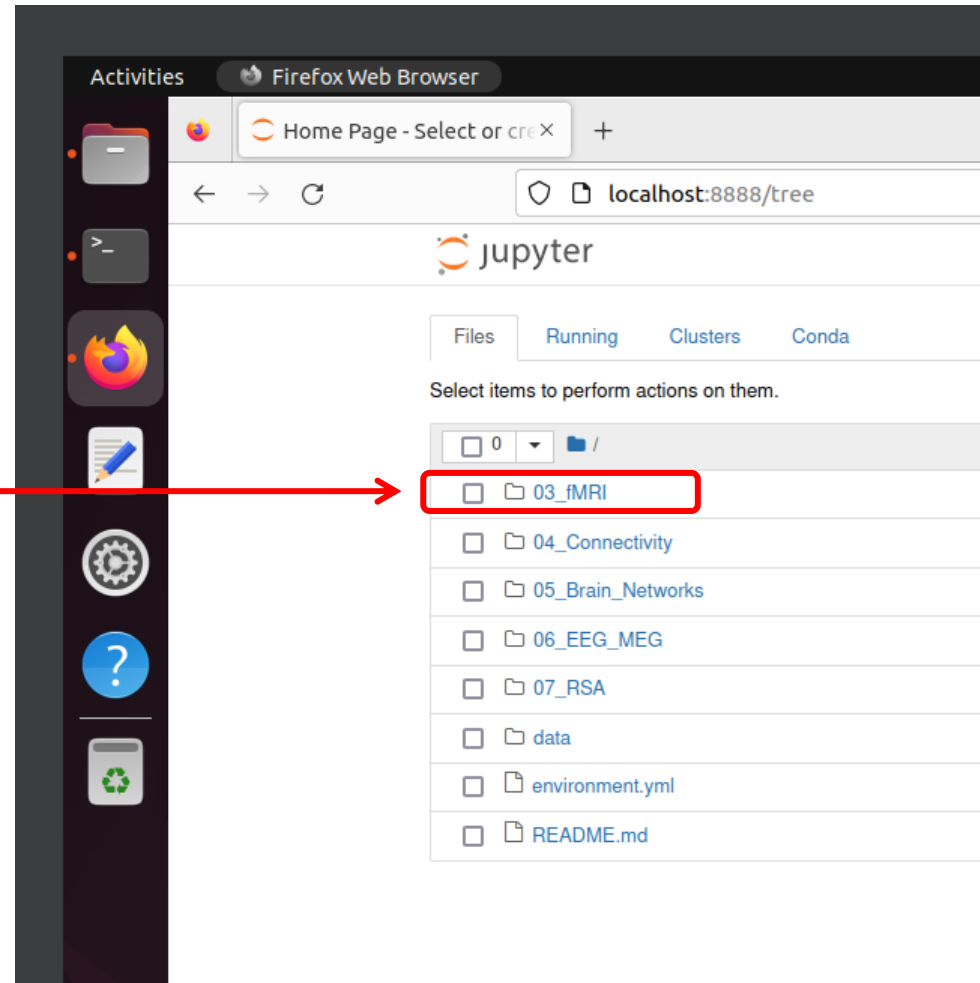 Activities Firefox Web Browser
Home Page - Select or cre
localhost:8888/tree
>_
jupyter
Files Running Clusters Conda
Select items to perform actions on them.
0 /
03_fMRI
04_Connectivity
05_Brain_Networks
06_EEG_MEG
?
07_RSA
data
environment.yml
README.md